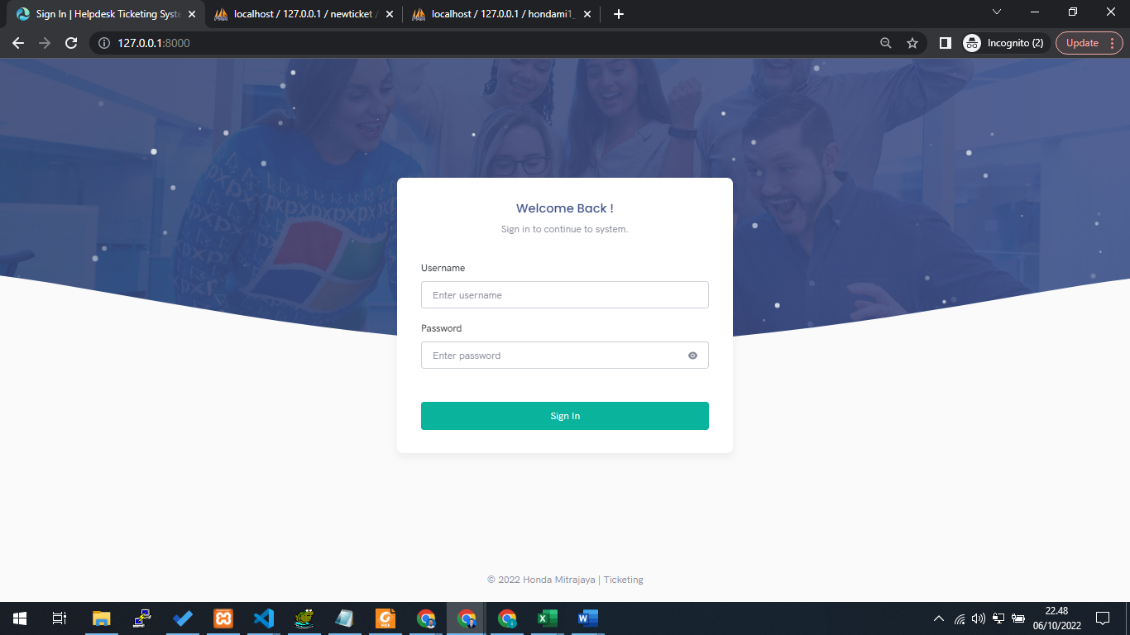 Sign In | Helpdesk Ticketing Syste
localhost / 127.0.0.1 / newticket /
localhost / 127.0.0.1 / hondami1_
127.0.0.1:8000
Incognito (2)
Update
Welcome Back !
Sign in to continue to system.
Username
Enter username
Password
Enter password
Sign In
© 2022 Honda Mitrajaya | Ticketing
22.48
06/10/2022